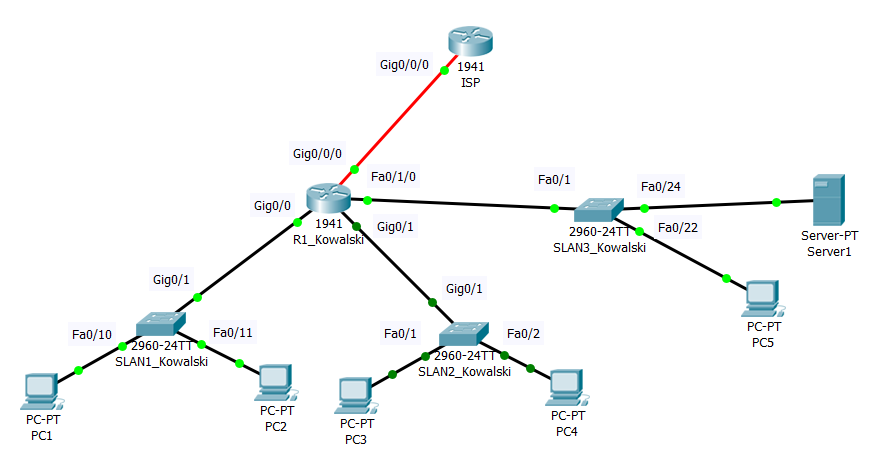 Gig0/0/0
1941
ISP
Gig0/0/0
Fa0/1/0
Gig0/0
1941
R1_Kowalski
Gig0/1
Fa0/1
Fa0/24
2960-24TT
SLAN3_Kowalski
Fa0/22
Server-PT
Server1
PC-PT
PC5
Gig0/1
Fa0/10
Fa0/11
2960-24TT
SLAN1_Kowalski
PC-PT
PC1
PC-PT
PC2
Gig0/1
Fa0/1
Fa0/2
2960-24TT
SLAN2_Kowalski
PC-PT
PC3
PC-PT
PC4